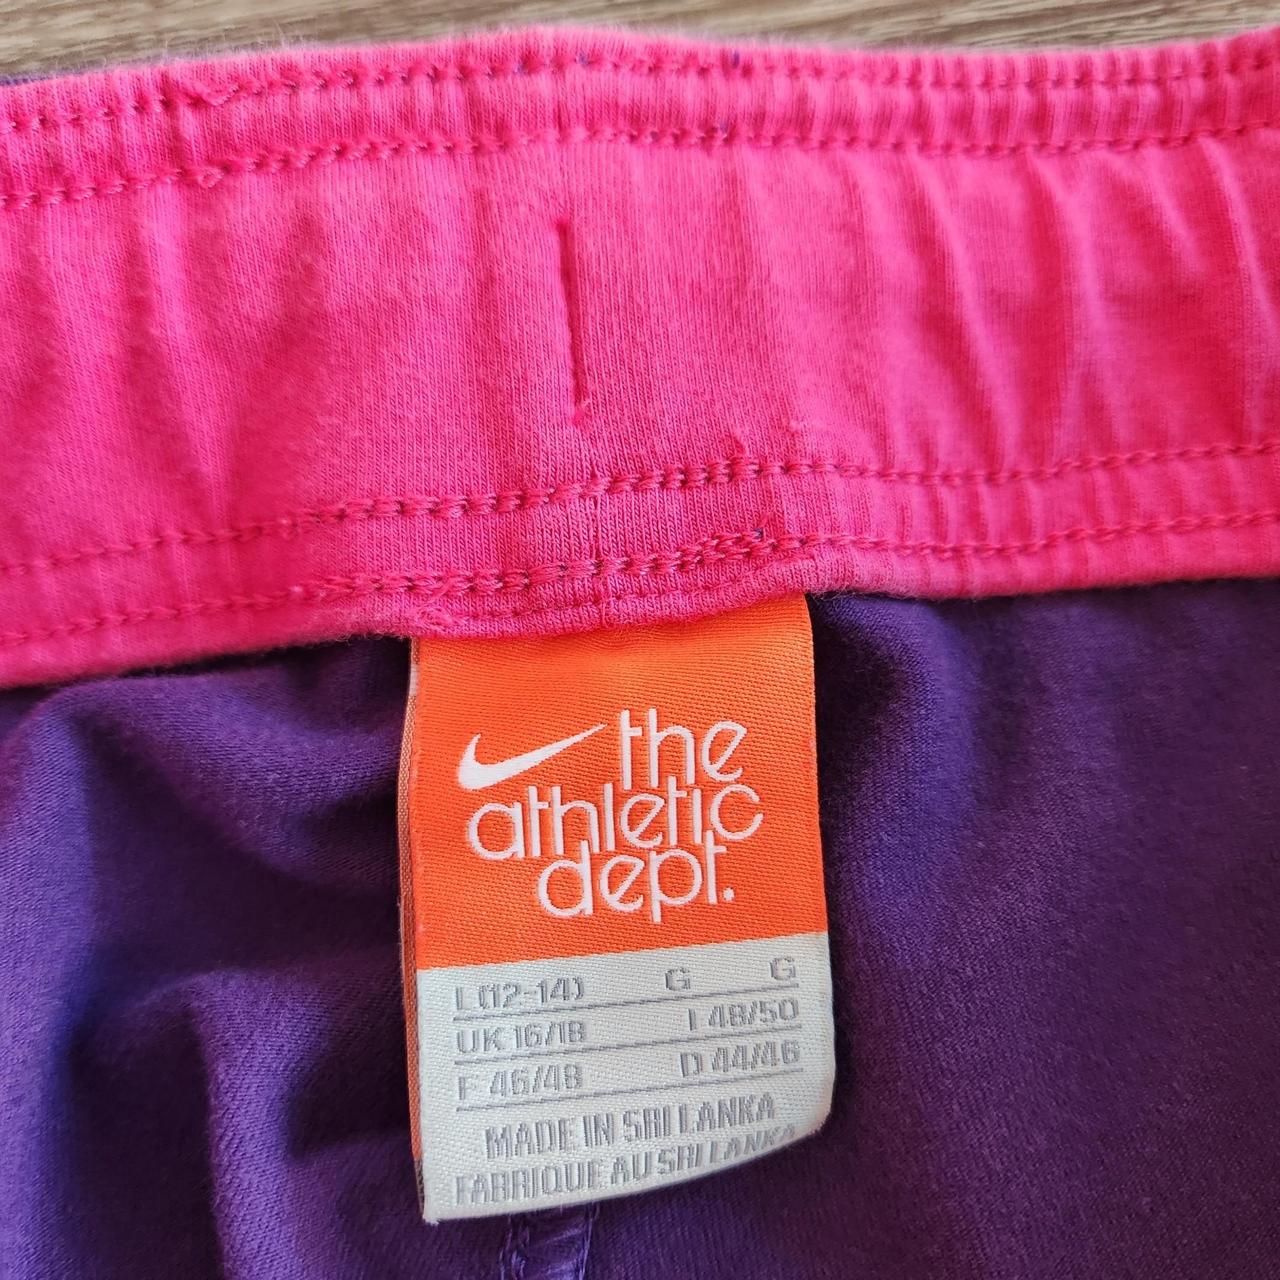 the
athletic
dept.
L (12-14) G G
UK 16/18 I 48/50
F 46/48 D 44/46
MADE IN SRI LANKA
FABRIQUE AU SRI LANKA